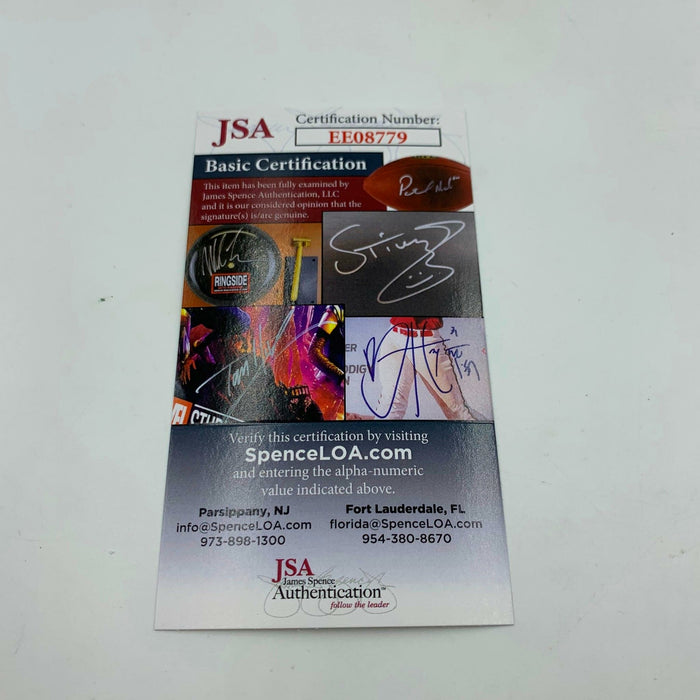 JSA
Certification Number:
EE08779
Basic Certification
This item has been fully examined by
James Spence Authentication, LLC
and it is our considered opinion that the
signature(s) is/are genuine.
RINGSIDE
ER
Verify this certification by visiting
SpenceLOA.com
and entering the alpha-numeric
value indicated above.
Parsippany, NJ
info@SpenceLOA.com
973-898-1300
Fort Lauderdale, FL
florida@SpenceLOA.com
954-380-8670
JSA
James Spence
Authentication™
follow the leader